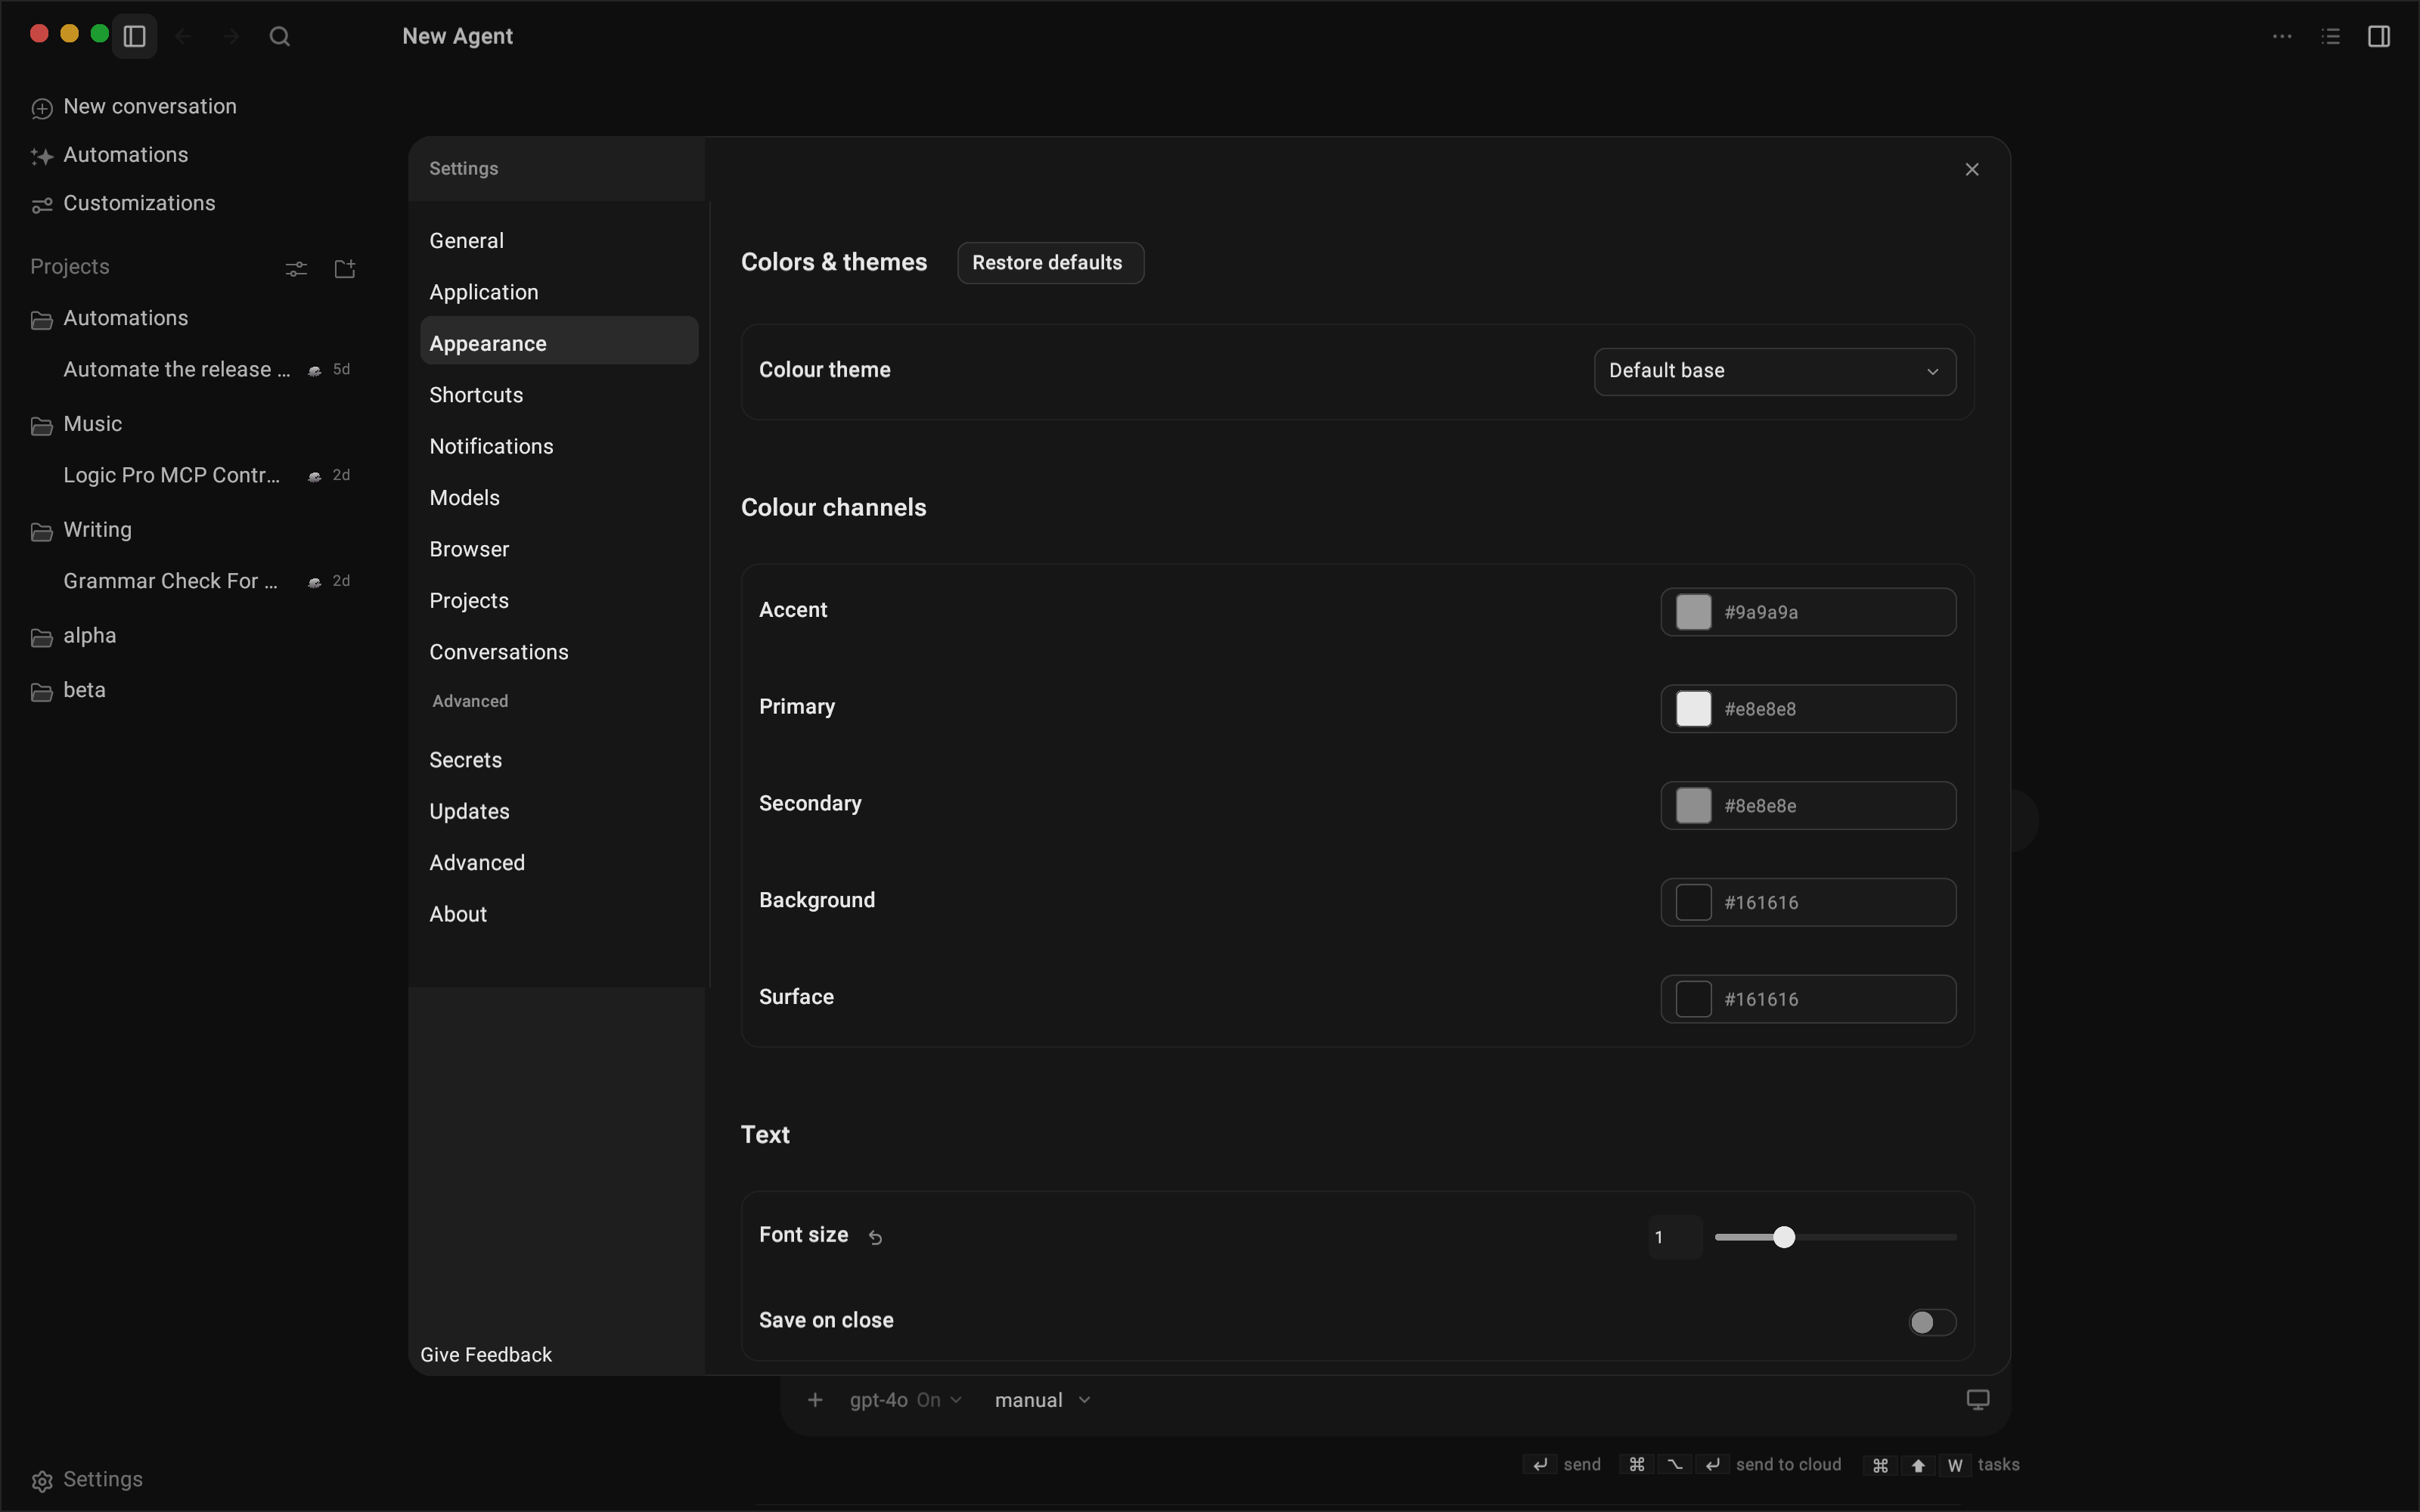 New Agent
New conversation
Automations
Customizations
Projects
Automations
Automate the release ... 5d
Music
Logic Pro MCP Contr... 2d
Writing
Grammar Check For ... 2d
alpha
beta
Settings
Settings
General
Application
Appearance
Shortcuts
Notifications
Models
Browser
Projects
Conversations
Advanced
Secrets
Updates
Advanced
About
Give Feedback
Colors & themes
Restore defaults
Colour theme
Default base
Colour channels
Accent
#9a9a9a
Primary
#e8e8e8
Secondary
#8e8e8e
Background
#161616
Surface
#161616
Text
Font size
1
Save on close
gpt-4o On
manual
send
⌘ ⌥ send to cloud
⌘ W tasks